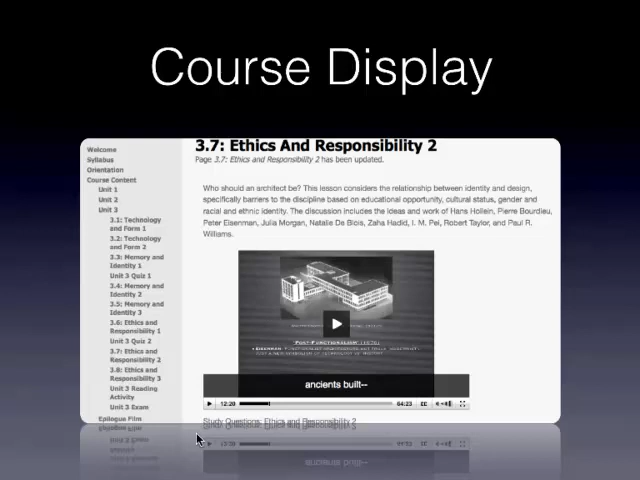 Course Display
Welcome
Syllabus
Orientation
Course Content
Unit 1
Unit 2
Unit 3
3.1: Technology
and Form 1
3.2: Technology
and Form 2
3.3: Memory and
Identity 1
Unit 3 Quiz 1
3.4: Memory and
Identity 2
3.5: Memory and
Identity 3
3.6: Ethics and
Responsibility 1
Unit 3 Quiz 2
3.7: Ethics and
Responsibility 2
3.8: Ethics and
Responsibility 3
Unit 3 Reading
Activity
Unit 3 Exam
Epilogue Film
3.7: Ethics And Responsibility 2
Page 3.7: Ethics and Responsibility 2 has been updated.
Who should an architect be? This lesson considers the relationship between identity and design,
specifically barriers to the discipline based on educational opportunity, cultural status, gender and
racial and ethnic identity. The discussion includes the ideas and work of Hans Hollein, Pierre Bourdieu,
Peter Eisenman, Julia Morgan, Natalie De Blois, Zaha Hadid, I. M. Pei, Robert Taylor, and Paul R.
Williams.
Post-Functionalism (1976)
ancients built--
12:20
64:23
Study Questions: Ethics and Responsibility 2